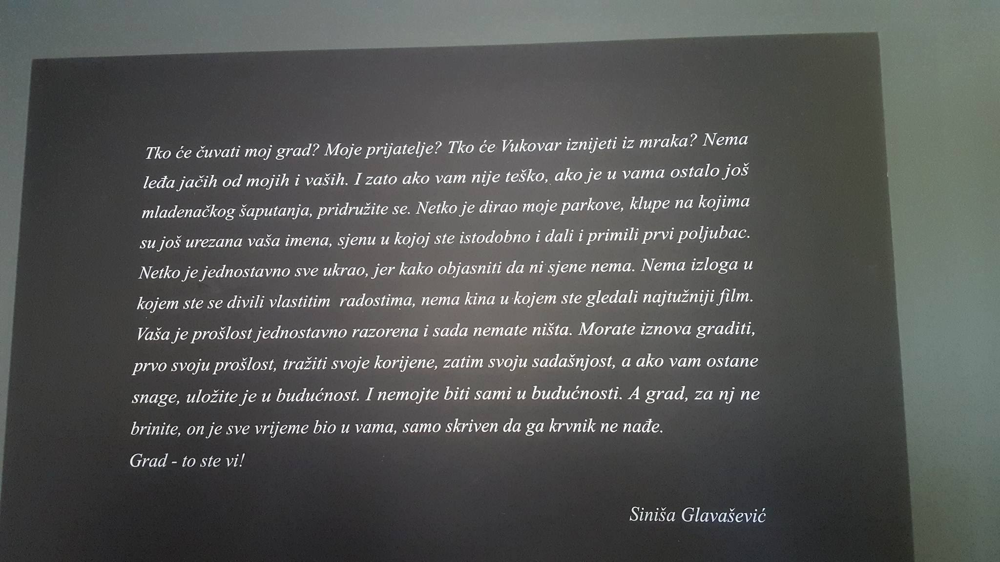 Tko će čuvati moj grad? Moje prijatelje? Tko će Vukovar iznijeti iz mraka? Nema
leđa jačih od mojih i vaših. I zato ako vam nije teško, ako je u vama ostalo još
mladenačkog šaputanja, pridružite se. Netko je dirao moje parkove, klupe na kojima
su još urezana vaša imena, sjenu u kojoj ste istodobno i dali i primili prvi poljubac.
Netko je jednostavno sve ukrao, jer kako objasniti da ni sjene nema. Nema izloga u
kojem ste se divili vlastitim radostima, nema kina u kojem ste gledali najtužniji film.
Vaša je prošlost jednostavno razorena i sada nemate ništa. Morate iznova graditi,
prvo svoju prošlost, tražiti svoje korijene, zatim svoju sadašnjost, a ako vam ostane
snage, uložite je u budućnost. I nemojte biti sami u budućnosti. A grad, za nj ne
brinite, on je sve vrijeme bio u vama, samo skriven da ga krvnik ne nađe.
Grad - to ste vi!
Siniša Glavašević